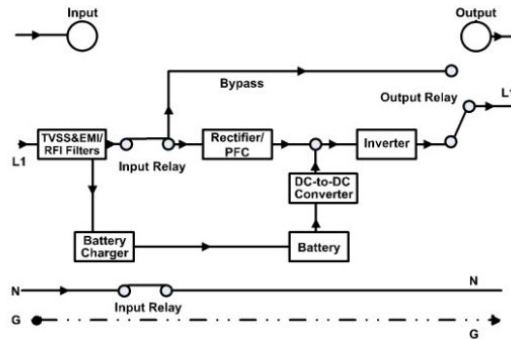 Input
Output
Bypass
L1
Output Relay
TVSS&EMI/
RFI Filters
Rectifier/
PFC
Inverter
L1
Input Relay
DC-to-DC
Converter
Battery
Charger
Battery
N
N
Input Relay
G
G